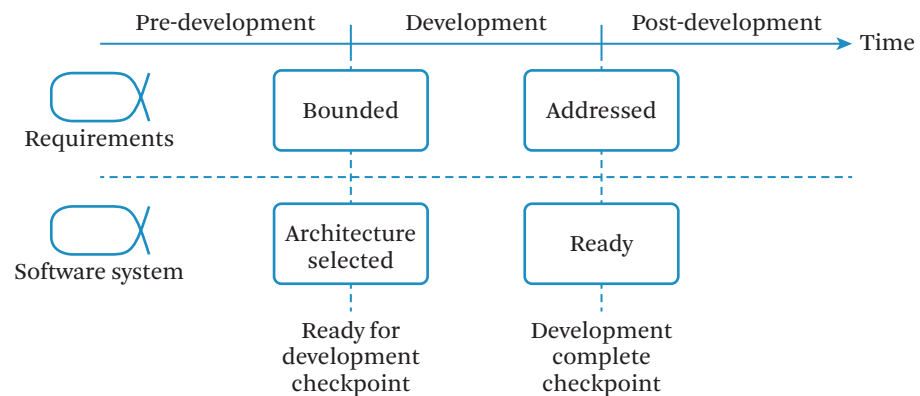 Pre-development
Development
Post-development
Time
Requirements
Bounded
Addressed
Software system
Architecture
selected
Ready
Ready for
development
checkpoint
Development
complete
checkpoint